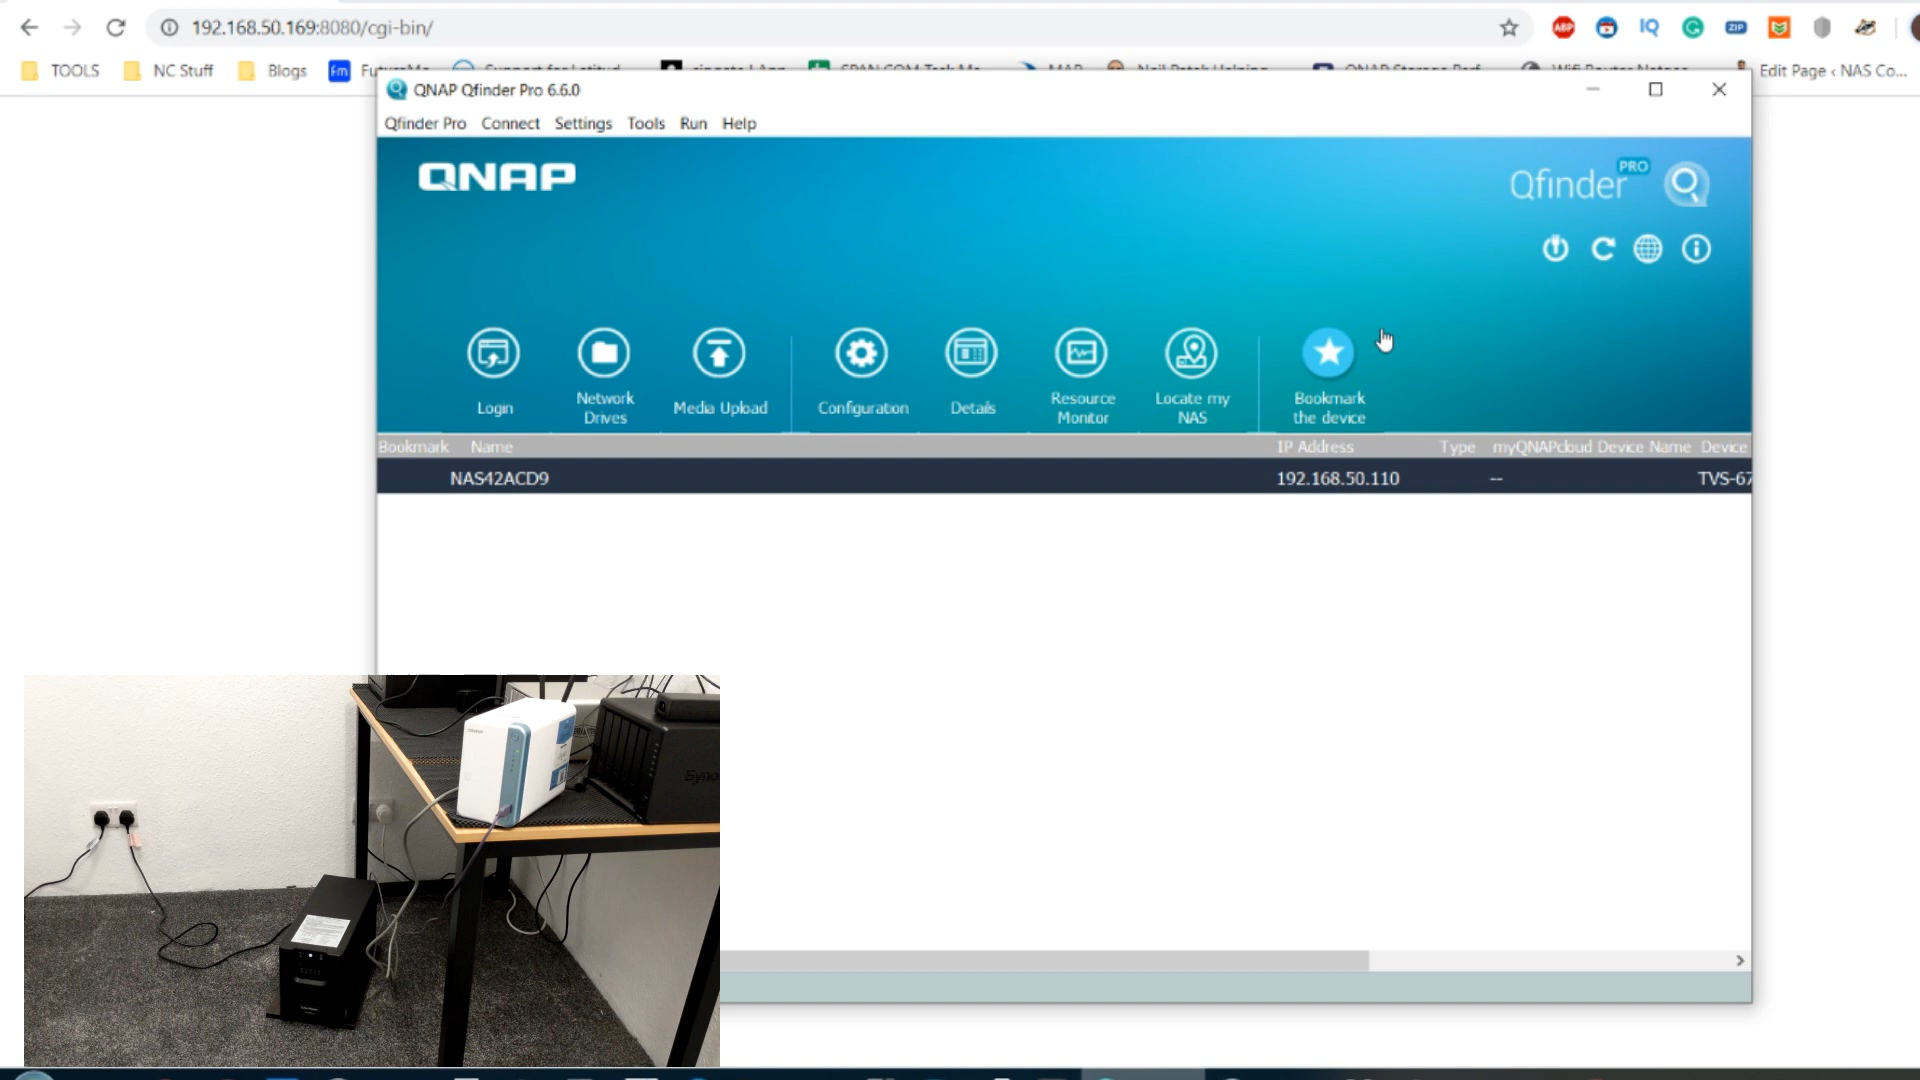 192.168.50.169:8080/cgi-bin/
TOOLS NC Stuff Blogs Edit Page ‹ NAS Co...
QNAP Qfinder Pro 6.6.0
Qfinder Pro Connect Settings Tools Run Help
QNAP
Qfinder PRO
Login
Network Drives
Media Upload
Configuration
Details
Resource Monitor
Locate my NAS
Bookmark the device
Bookmark Name IP Address Type myQNAPcloud Device Name Device
NAS42ACD9 192.168.50.110 -- TVS-67